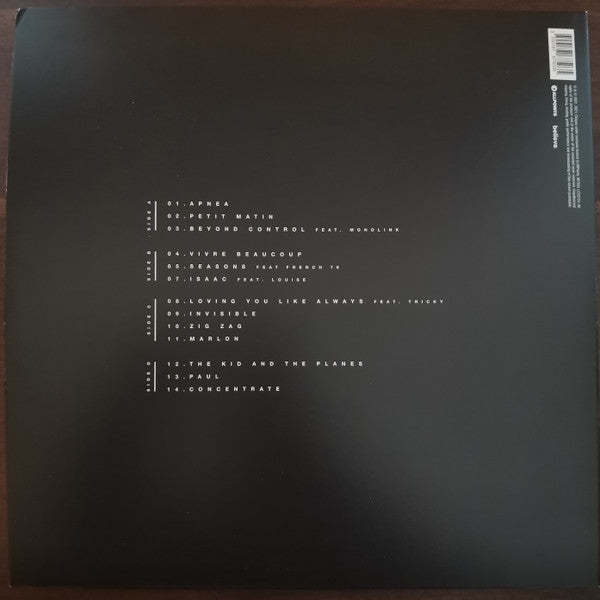 SIDE A
01.APNEA
02.PETIT MATIN
03.BEYOND CONTROL FEAT. MONOLINK
SIDE B
04.VIVRE BEAUCOUP
05.SEASONS FEAT FRENCH 79
07.ISAAC FEAT. LOUISE
SIDE C
08.LOVING YOU LIKE ALWAYS FEAT. TRICKY
09.INVISIBLE
10.ZIG ZAG
11.MARLON
SIDE D
12.THE KID AND THE PLANES
13.PAUL
14.CONCENTRATE
ALLPOINTS
believe.